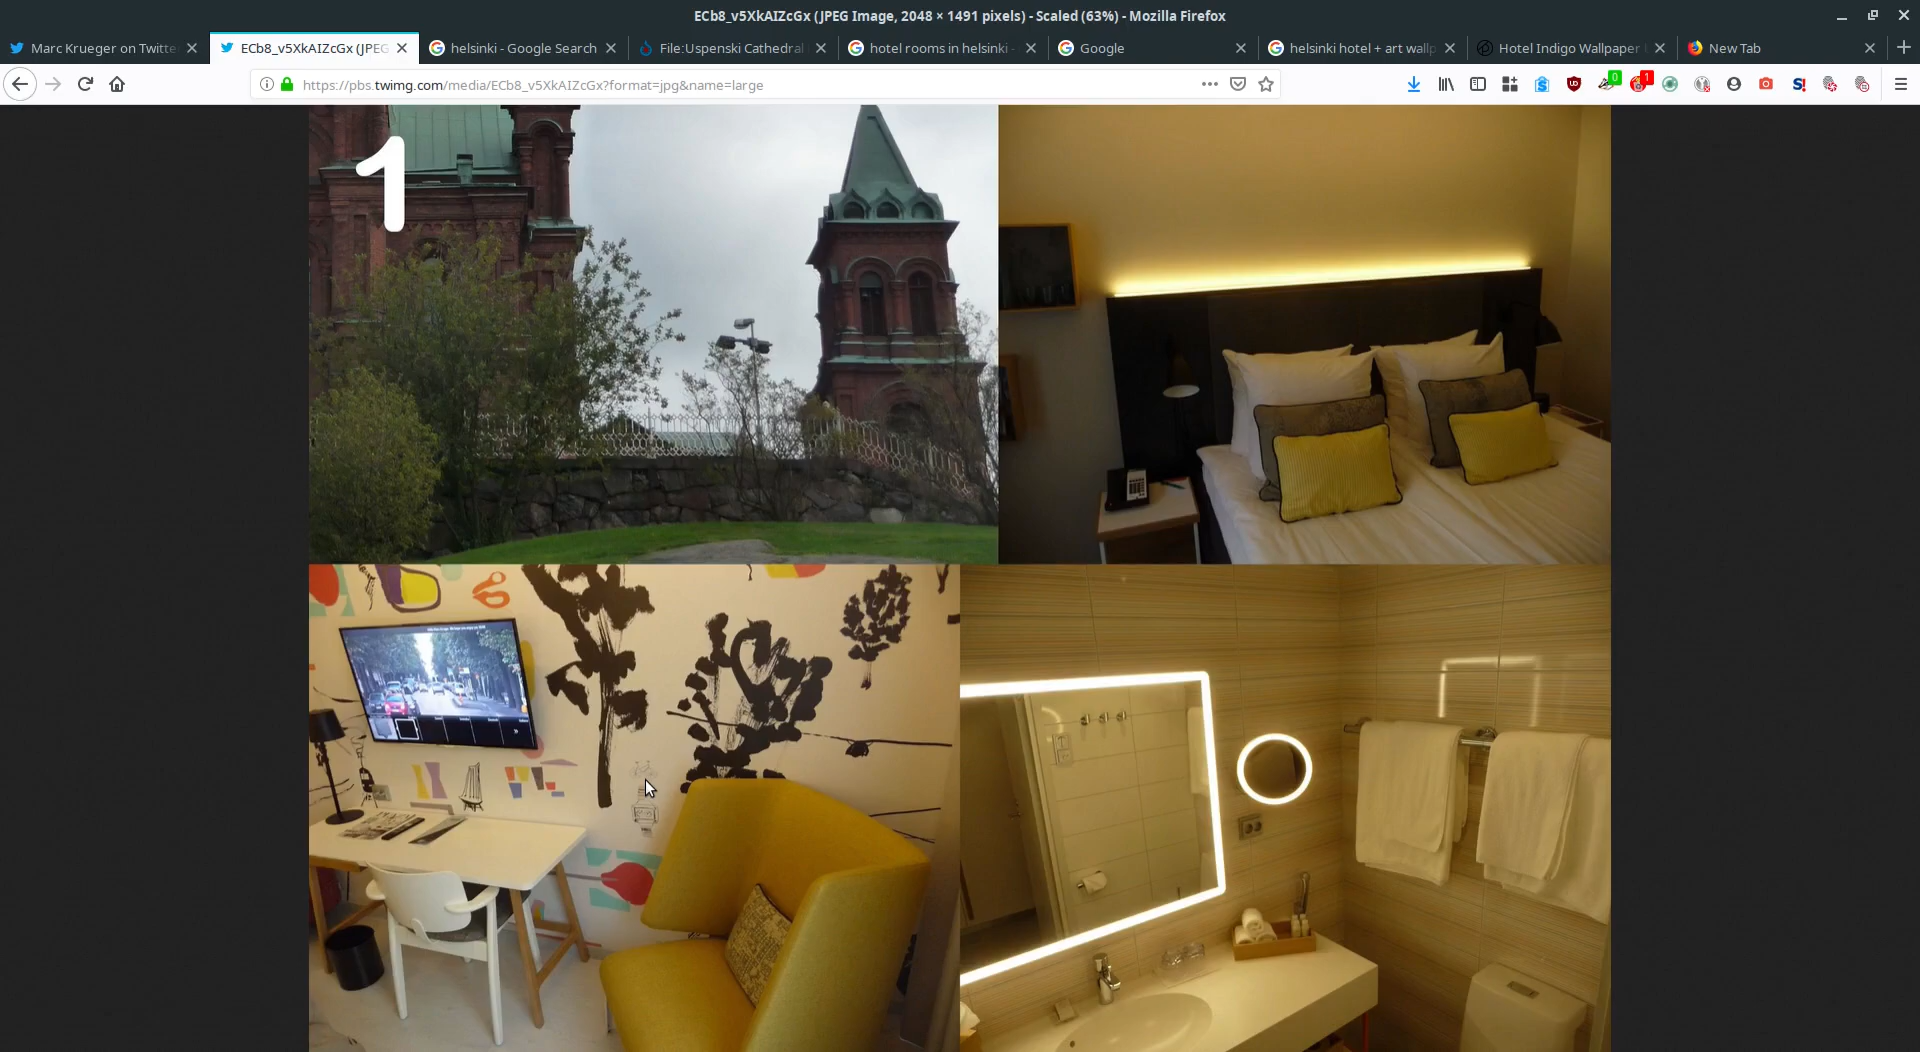 ECb8_v5XkAIZcGx (JPEG Image, 2048 × 1491 pixels) - Scaled (63%) - Mozilla Firefox
Marc Krueger on Twitte
ECb8_v5XkAIZcGx (JPEG
helsinki - Google Search
File:Uspenski Cathedral
hotel rooms in helsinki -
Google
helsinki hotel + art wallp
Hotel Indigo Wallpaper
New Tab
https://pbs.twimg.com/media/ECb8_v5XkAIZcGx?format=jpg&name=large
0
1
S!
1